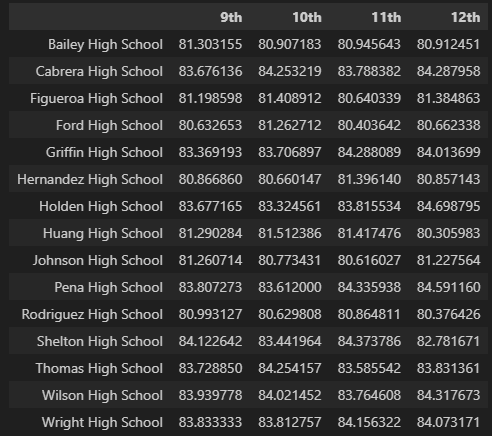 9th 10th 11th 12th
Bailey High School 81.303155 80.907183 80.945643 80.912451
Cabrera High School 83.676136 84.253219 83.788382 84.287958
Figueroa High School 81.198598 81.408912 80.640339 81.384863
Ford High School 80.632653 81.262712 80.403642 80.662338
Griffin High School 83.369193 83.706897 84.288089 84.013699
Hernandez High School 80.866860 80.660147 81.396140 80.857143
Holden High School 83.677165 83.324561 83.815534 84.698795
Huang High School 81.290284 81.512386 81.417476 80.305983
Johnson High School 81.260714 80.773431 80.616027 81.227564
Pena High School 83.807273 83.612000 84.335938 84.591160
Rodriguez High School 80.993127 80.629808 80.864811 80.376426
Shelton High School 84.122642 83.441964 84.373786 82.781671
Thomas High School 83.728850 84.254157 83.585542 83.831361
Wilson High School 83.939778 84.021452 83.764608 84.317673
Wright High School 83.833333 83.812757 84.156322 84.073171